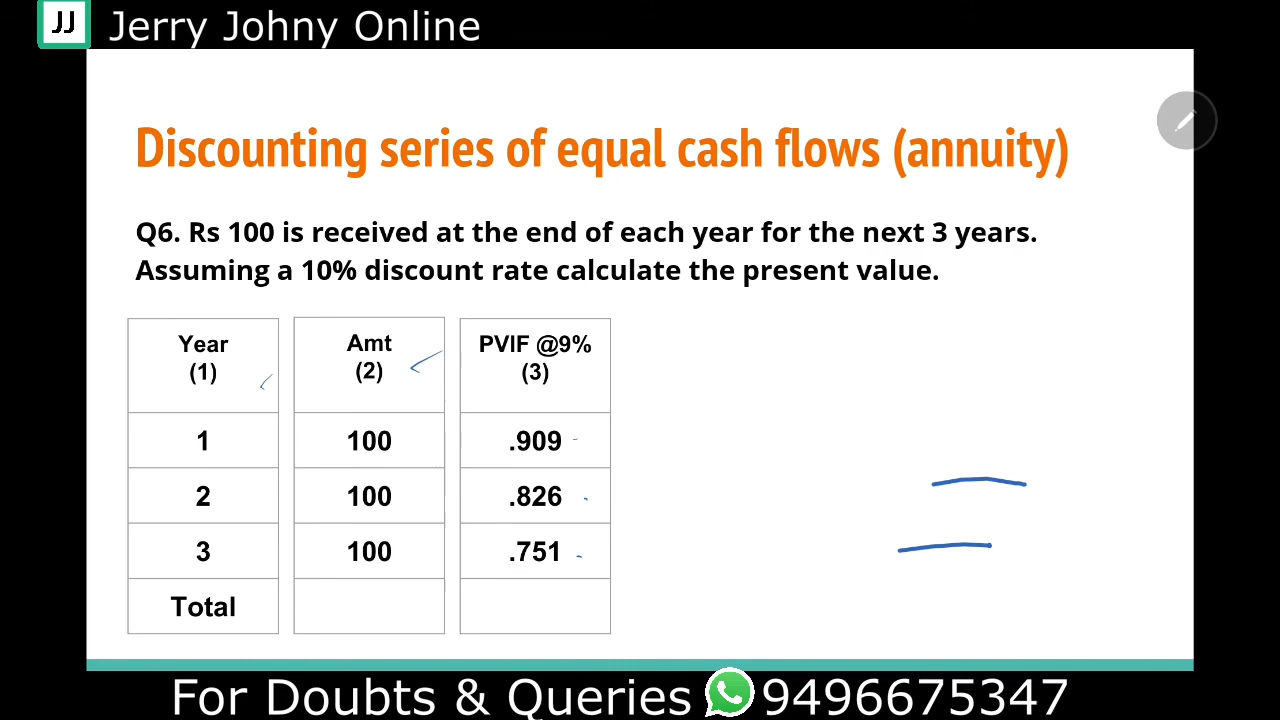 JJ Jerry Johny Online
Discounting series of equal cash flows (annuity)
Q6. Rs 100 is received at the end of each year for the next 3 years.
Assuming a 10% discount rate calculate the present value.
Year Amt PVIF @9%
(1) (2) (3)
1 100 .909
2 100 .826
3 100 .751
Total
For Doubts & Queries 9496675347